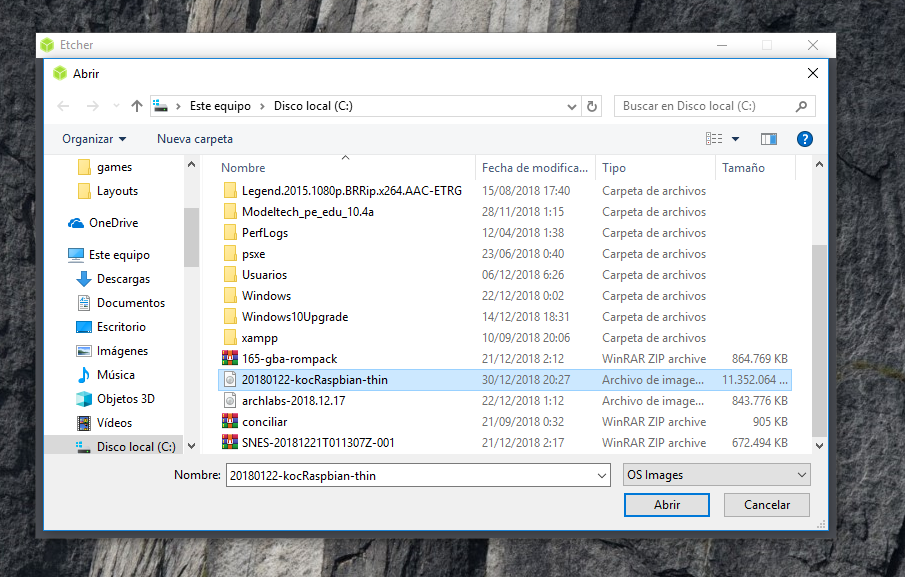 Etcher
Abrir
Este equipo > Disco local (C:)
Buscar en Disco local (C:)
Organizar
Nueva carpeta
?
games
Layouts
OneDrive
Este equipo
Descargas
Documentos
Escritorio
Imágenes
Música
Objetos 3D
Vídeos
Disco local (C:)
Nombre Fecha de modifica... Tipo Tamaño
Legend.2015.1080p.BRRip.x264.AAC-ETRG 15/08/2018 17:40 Carpeta de archivos
Modeltech_pe_edu_10.4a 28/11/2018 1:15 Carpeta de archivos
PerfLogs 12/04/2018 1:38 Carpeta de archivos
psxe 23/06/2018 0:40 Carpeta de archivos
Usuarios 06/12/2018 6:26 Carpeta de archivos
Windows 22/12/2018 0:02 Carpeta de archivos
Windows10Upgrade 14/12/2018 18:31 Carpeta de archivos
xampp 10/09/2018 20:06 Carpeta de archivos
165-gba-rompack 21/12/2018 2:12 WinRAR ZIP archive 864.769 KB
20180122-kocRaspbian-thin 30/12/2018 20:27 Archivo de image... 11.352.064 ...
archlabs-2018.12.17 22/12/2018 1:12 Archivo de image... 843.776 KB
conciliar 21/09/2018 0:32 WinRAR ZIP archive 905 KB
SNES-20181221T011307Z-001 21/12/2018 2:17 WinRAR ZIP archive 672.494 KB
Nombre: 20180122-kocRaspbian-thin
OS Images
Abrir
Cancelar